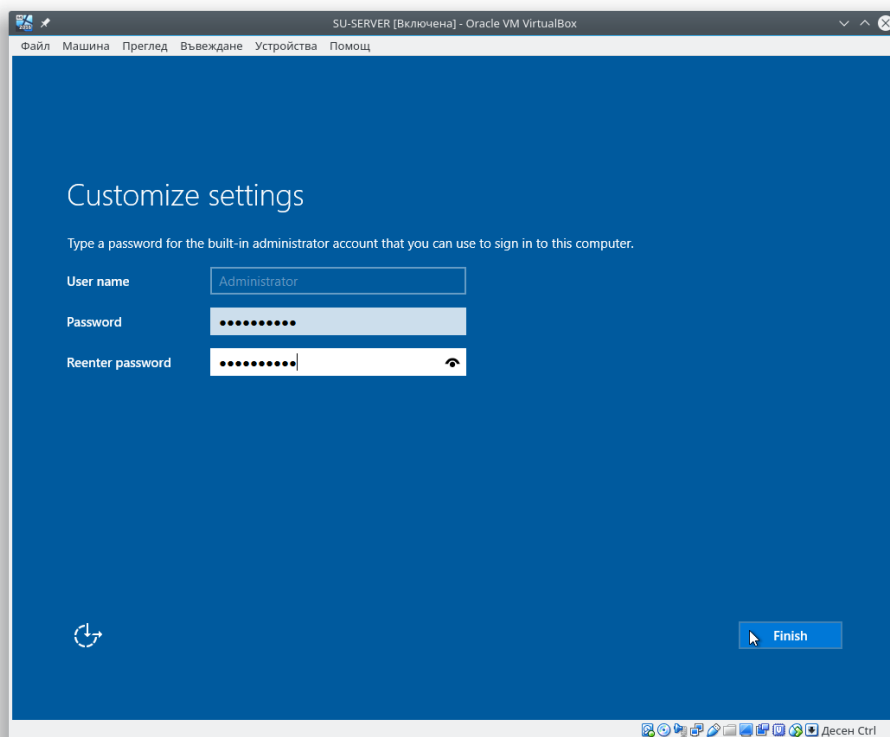 SU-SERVER [Включена] - Oracle VM VirtualBox
Файл Машина Преглед Въвеждане Устройства Помощ
Customize settings
Type a password for the built-in administrator account that you can use to sign in to this computer.
User name Administrator
Password ●●●●●●●●●●
Reenter password ●●●●●●●●●●
Finish
Десен Ctrl